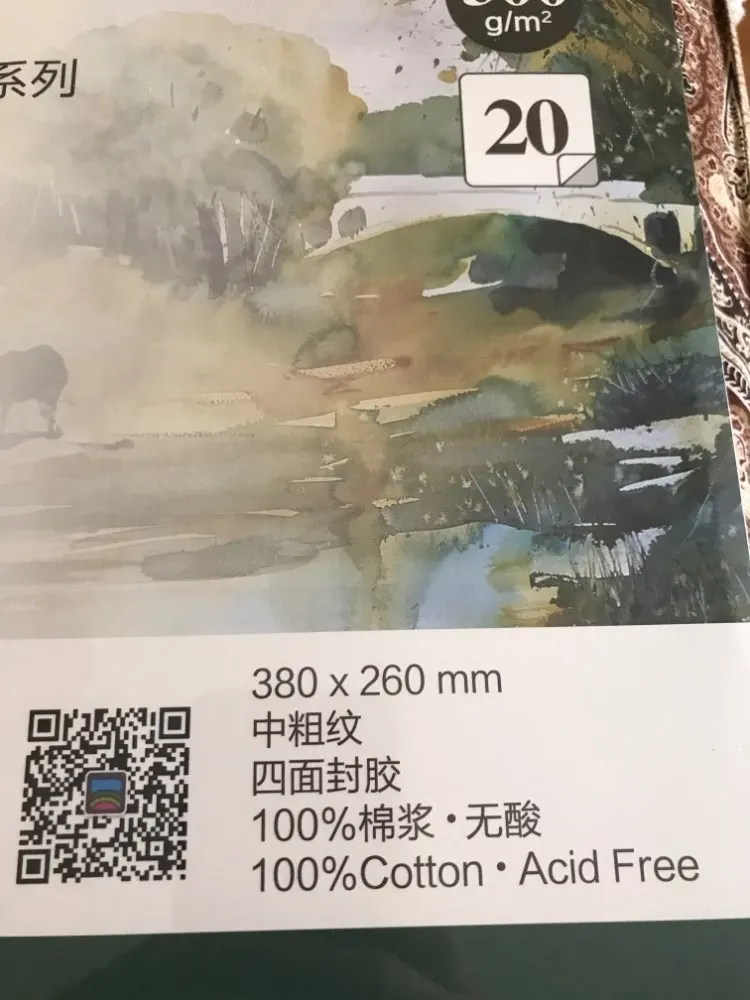 g/m²
系列
20
380 x 260 mm
中粗纹
四面封胶
100%棉浆·无酸
100%Cotton·Acid Free